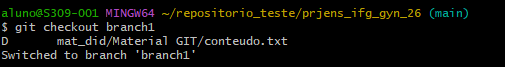 aluno@S309-001 MINGW64 ~/repositorio_teste/prjens_ifg_gyn_26 (main)
$ git checkout branch1
D       mat_did/Material GIT/conteudo.txt
Switched to branch 'branch1'